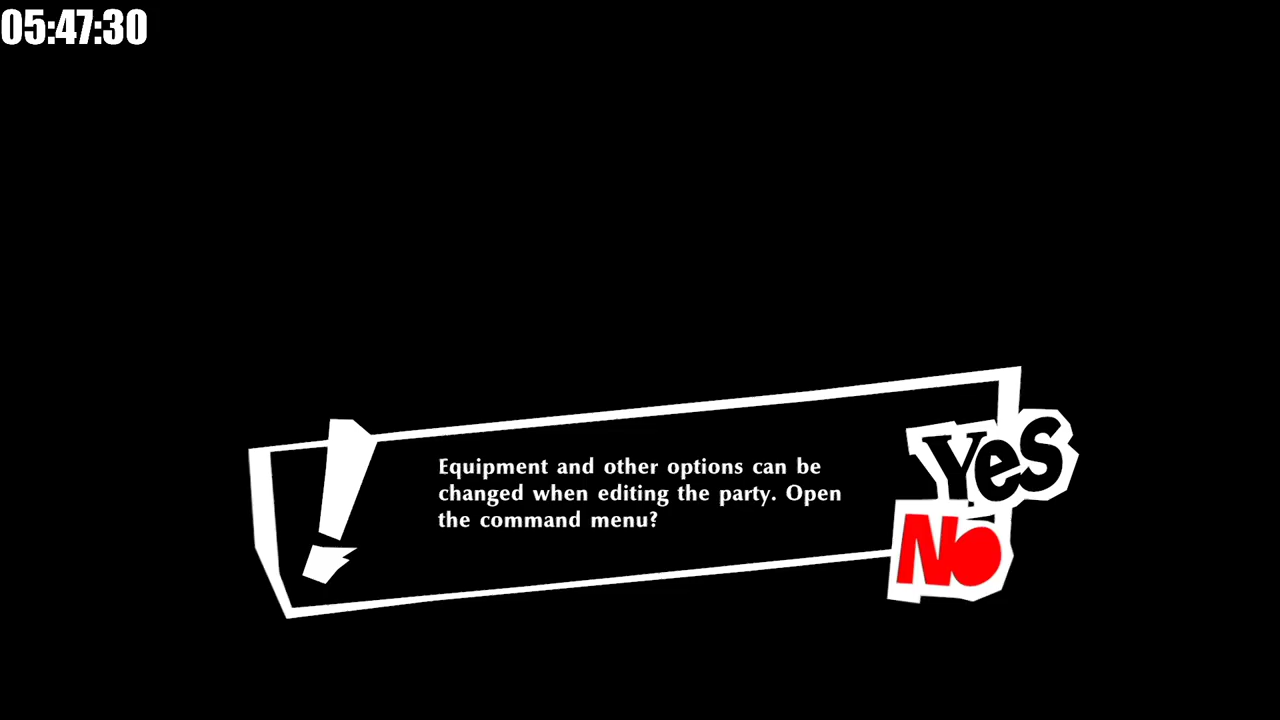 05:47:30
Equipment and other options can be
changed when editing the party. Open
the command menu?
Yes
No